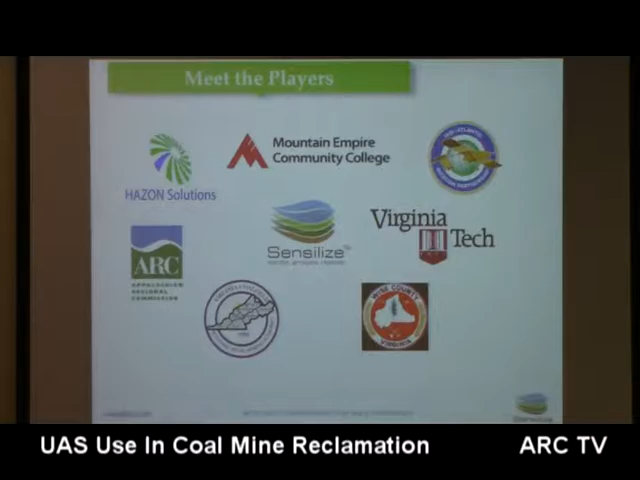 Meet the Players
Mountain Empire
Community College
HAZON Solutions
Virginia
Tech
Sensilize™
ARC
APPALACHIAN
REGIONAL
COMMISSION
WISE COUNTY
VIRGINIA
UAS Use In Coal Mine Reclamation
ARC TV